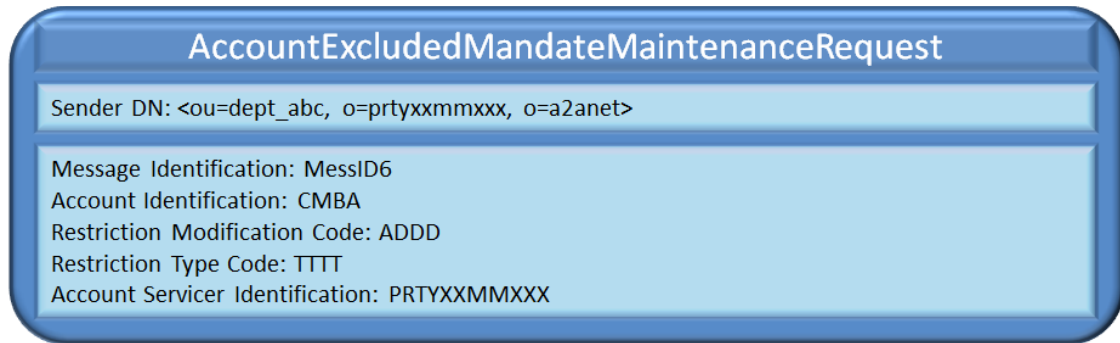 AccountExcludedMandateMaintenanceRequest
Sender DN: <ou=dept_abc, o=prtyxxmmxxx, o=a2anet>
Message Identification: MessID6
Account Identification: CMBA
Restriction Modification Code: ADDD
Restriction Type Code: TTTT
Account Servicer Identification: PRTYXXMMXXX